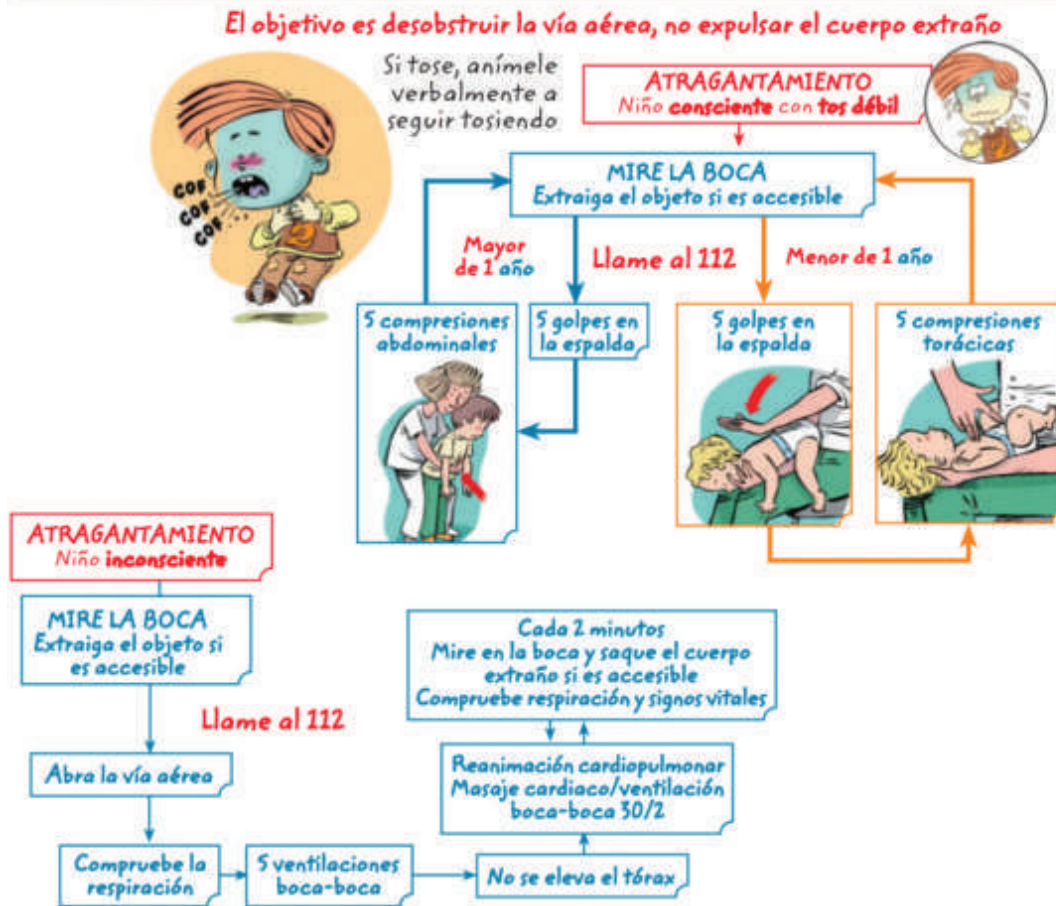 El objetivo es desobstruir la vía aérea, no expulsar el cuerpo extraño
Si tose, anímele
verbalmente a
seguir tosiendo
COF
COF
COF...
ATRAGANTAMIENTO
Niño consciente con tos débil
MIRE LA BOCA
Extraiga el objeto si es accesible
Mayor
de 1 año
Llame al 112
Menor de 1 año
5 compresiones
abdominales
5 golpes en
la espalda
5 golpes en
la espalda
5 compresiones
torácicas
ATRAGANTAMIENTO
Niño inconsciente
MIRE LA BOCA
Extraiga el objeto si
es accesible
Llame al 112
Abra la vía aérea
Compruebe la
respiración
5 ventilaciones
boca-boca
No se eleva el tórax
Reanimación cardiopulmonar
Masaje cardiaco/ventilación
boca-boca 30/2
Cada 2 minutos
Mire en la boca y saque el cuerpo
extraño si es accesible
Compruebe respiración y signos vitales